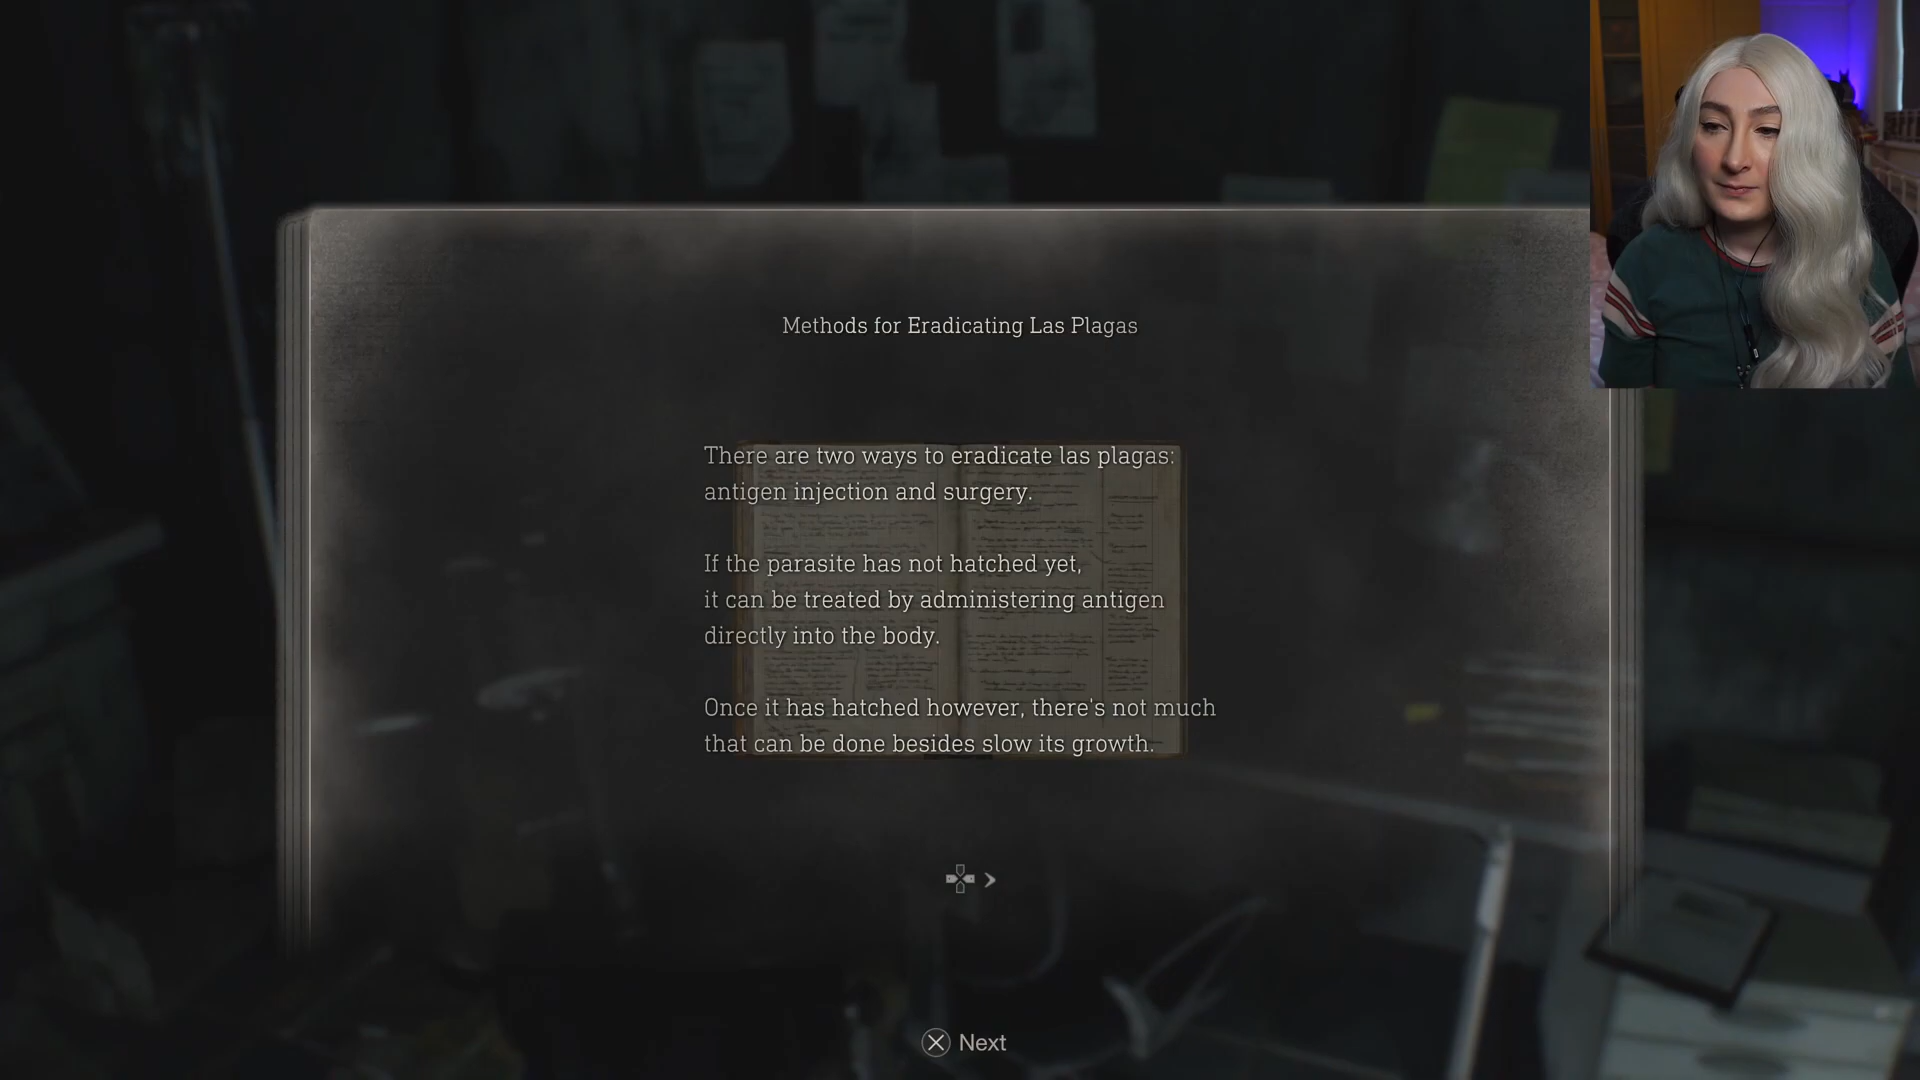 Methods for Eradicating Las Plagas
There are two ways to eradicate las plagas:
antigen injection and surgery.
If the parasite has not hatched yet,
it can be treated by administering antigen
directly into the body.
Once it has hatched however, there's not much
that can be done besides slow its growth.
Next